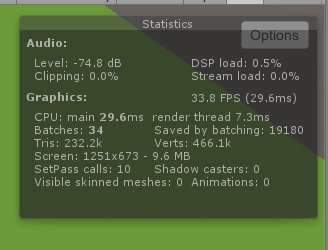 Statistics
Options
Audio:
Level: -74.8 dB DSP load: 0.5%
Clipping: 0.0% Stream load: 0.0%
Graphics: 33.8 FPS (29.6ms)
CPU: main 29.6ms render thread 7.3ms
Batches: 34 Saved by batching: 19180
Tris: 232.2k Verts: 466.1k
Screen: 1251x673 - 9.6 MB
SetPass calls: 10 Shadow casters: 0
Visible skinned meshes: 0 Animations: 0